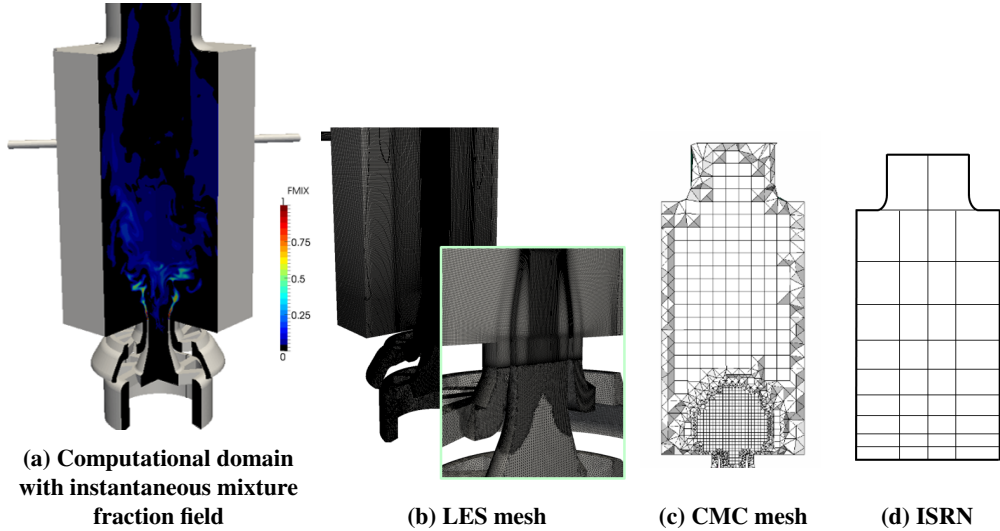 FMIX
1
0.75
0.5
0.25
0
(a) Computational domain
with instantaneous mixture
fraction field
(b) LES mesh
(c) CMC mesh
(d) ISRN